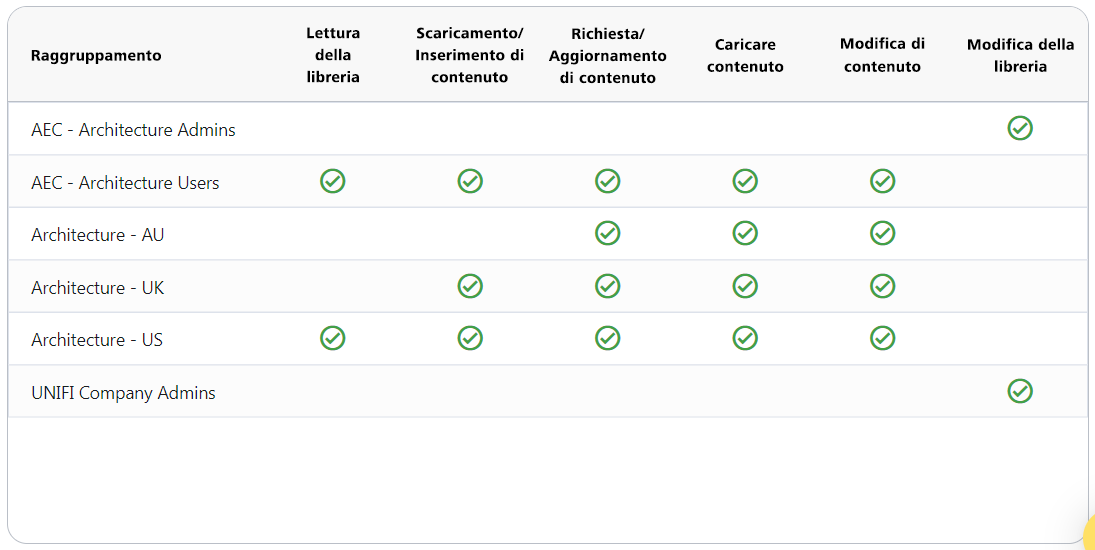 Raggruppamento
Lettura
della
libreria
Scaricamento/
Inserimento di
contenuto
Richiesta/
Aggiornamento
di contenuto
Caricare
contenuto
Modifica di
contenuto
Modifica della
libreria
AEC - Architecture Admins
AEC - Architecture Users
Architecture - AU
Architecture - UK
Architecture - US
UNIFI Company Admins